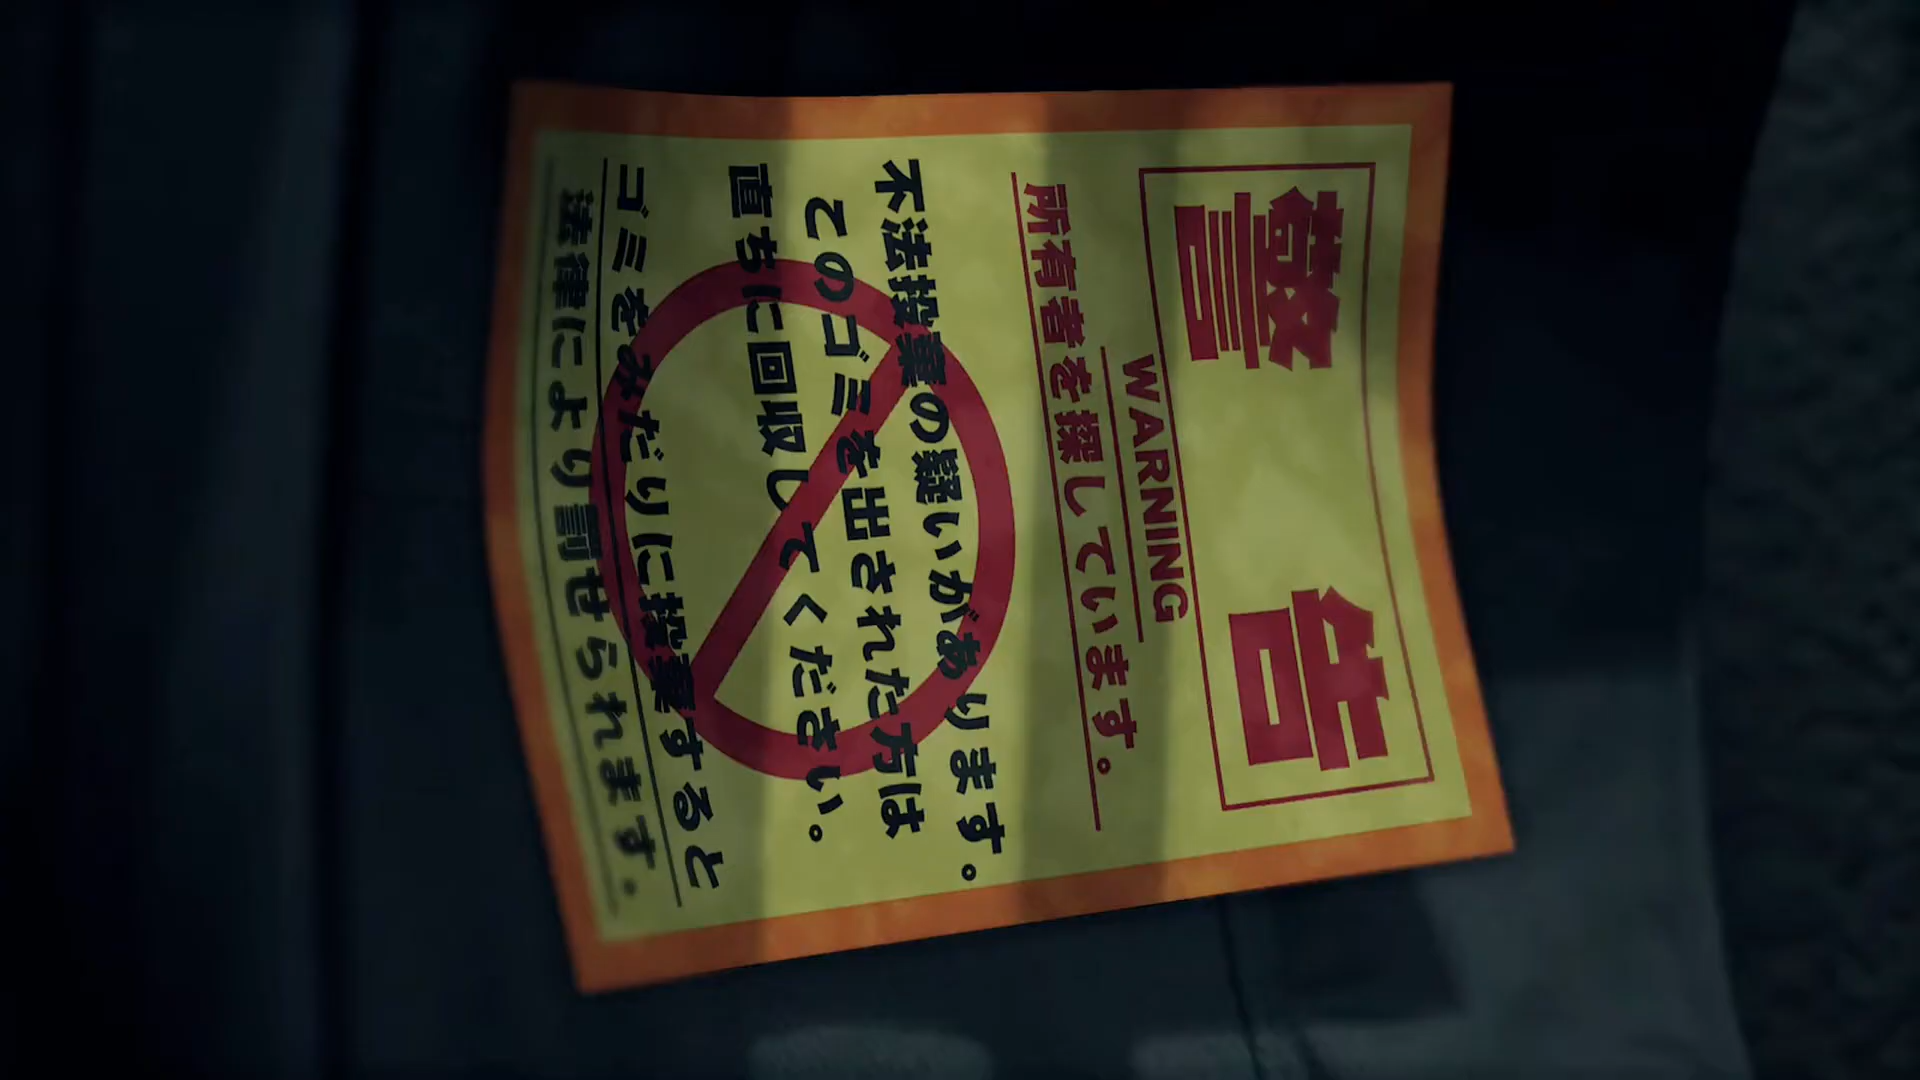 警告
WARNING
所有者を探しています。
不法投棄の疑いがあります。
このゴミを出された方は
直ちに回収してください。
ゴミをみだりに投棄すると
法律により罰せられます。